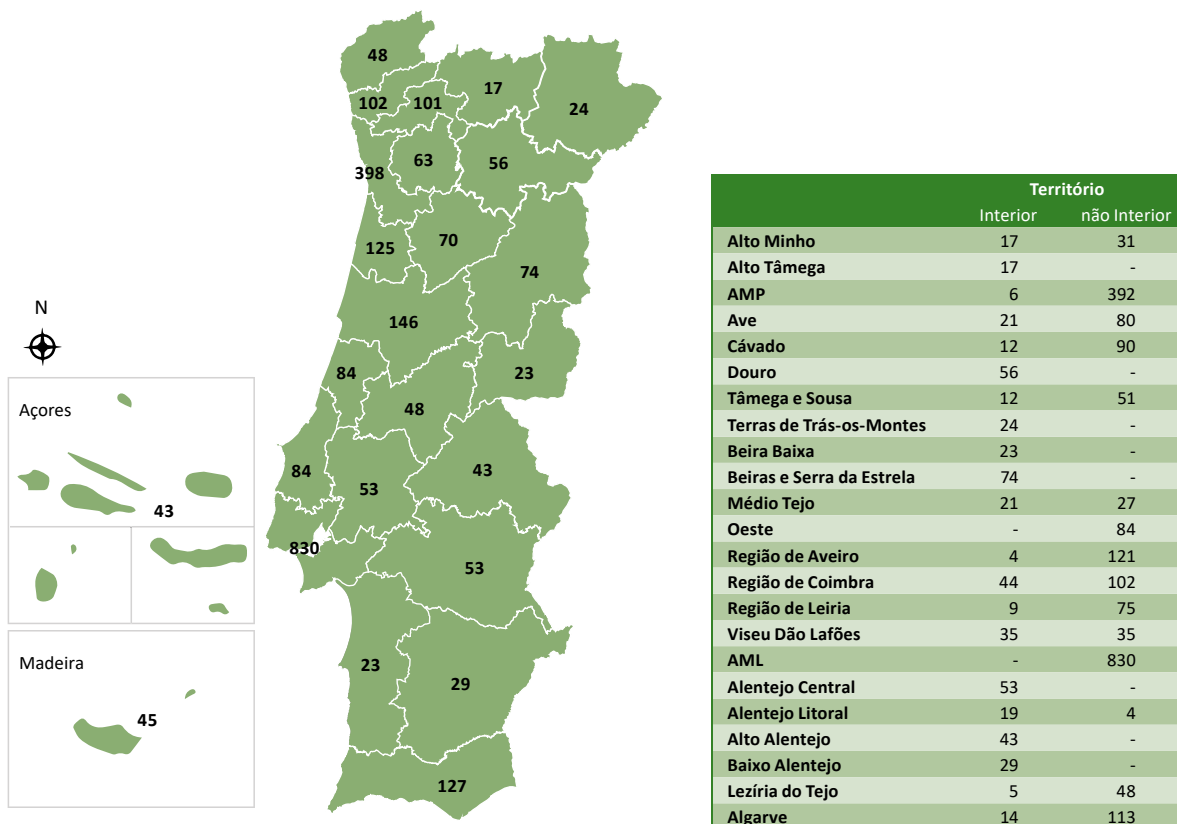 48
17
24
102
101
63
56
398
70
125
74
146
84
23
48
84
53
43
830
53
23
29
127
N
Açores
43
Madeira
45
Território
Interior não Interior
Alto Minho 17 31
Alto Tâmega 17 -
AMP 6 392
Ave 21 80
Cávado 12 90
Douro 56 -
Tâmega e Sousa 12 51
Terras de Trás-os-Montes 24 -
Beira Baixa 23 -
Beiras e Serra da Estrela 74 -
Médio Tejo 21 27
Oeste - 84
Região de Aveiro 4 121
Região de Coimbra 44 102
Região de Leiria 9 75
Viseu Dão Lafões 35 35
AML - 830
Alentejo Central 53 -
Alentejo Litoral 19 4
Alto Alentejo 43 -
Baixo Alentejo 29 -
Lezíria do Tejo 5 48
Algarve 14 113